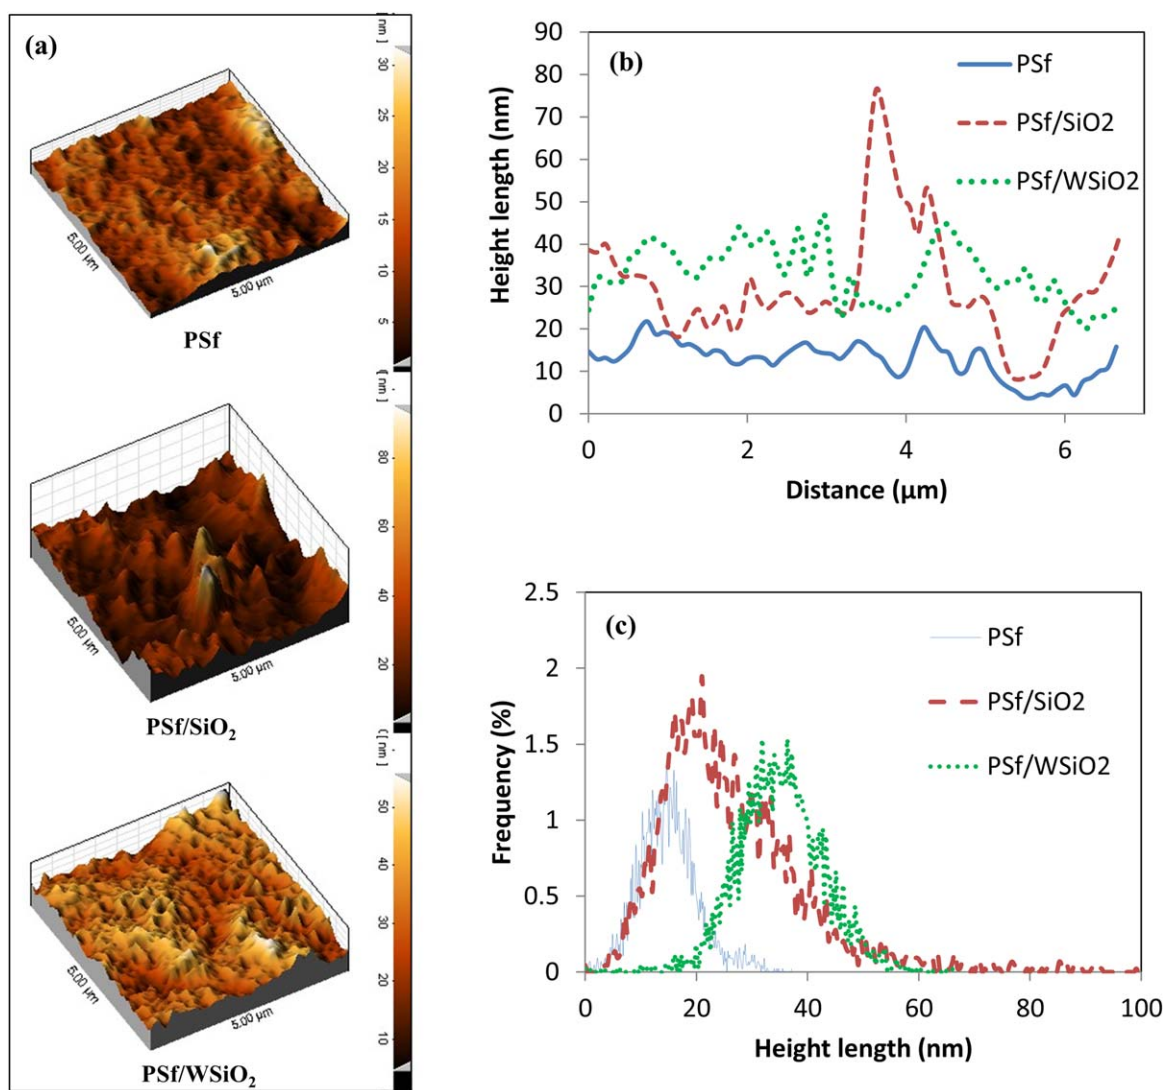 (a)
[ nm ]
30
25
20
15
10
5
5.00 µm
5.00 µm
PSf
[ nm ]
80
60
40
20
5.00 µm
5.00 µm
PSf/SiO₂
[ nm ]
50
40
30
20
10
5.00 µm
5.00 µm
PSf/WSiO₂
(b)
Height length (nm)
90
80
70
60
50
40
30
20
10
0
PSf
PSf/SiO2
PSf/WSiO2
0 2 4 6
Distance (µm)
(c)
Frequency (%)
2.5
2
1.5
1
0.5
0
PSf
PSf/SiO2
PSf/WSiO2
0 20 40 60 80 100
Height length (nm)